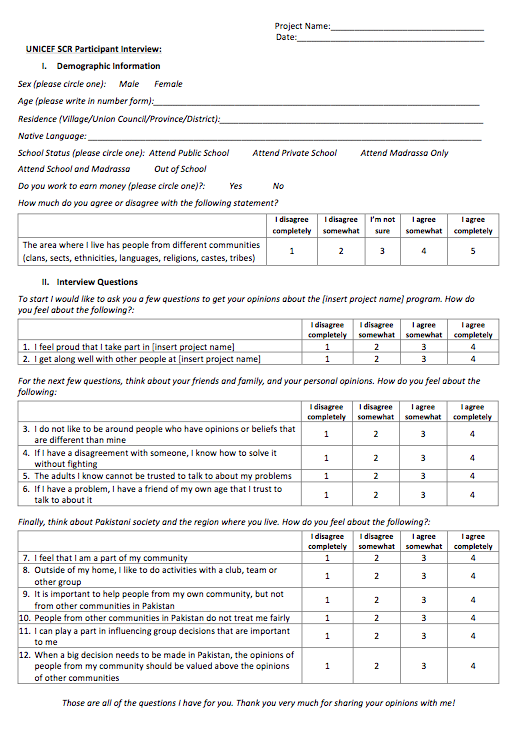 Project Name:______________________________
Date:______________________________
UNICEF SCR Participant Interview:
I. Demographic Information
Sex (please circle one): Male Female
Age (please write in number form):______________________________
Residence (Village/Union Council/Province/District):______________________________
Native Language: ______________________________
School Status (please circle one): Attend Public School Attend Private School Attend Madrassa Only
Attend School and Madrassa Out of School
Do you work to earn money (please circle one)?: Yes No
How much do you agree or disagree with the following statement?
I disagree completely I disagree somewhat I'm not sure I agree somewhat I agree completely
The area where I live has people from different communities
(clans, sects, ethnicities, languages, religions, castes, tribes) 1 2 3 4 5
II. Interview Questions
To start I would like to ask you a few questions to get your opinions about the [insert project name] program. How do
you feel about the following?:
I disagree completely I disagree somewhat I agree somewhat I agree completely
1. I feel proud that I take part in [insert project name] 1 2 3 4
2. I get along well with other people at [insert project name] 1 2 3 4
For the next few questions, think about your friends and family, and your personal opinions. How do you feel about the
following:
I disagree completely I disagree somewhat I agree somewhat I agree completely
3. I do not like to be around people who have opinions or beliefs that
are different than mine 1 2 3 4
4. If I have a disagreement with someone, I know how to solve it
without fighting 1 2 3 4
5. The adults I know cannot be trusted to talk to about my problems 1 2 3 4
6. If I have a problem, I have a friend of my own age that I trust to
talk to about it 1 2 3 4
Finally, think about Pakistani society and the region where you live. How do you feel about the following?:
I disagree completely I disagree somewhat I agree somewhat I agree completely
7. I feel that I am a part of my community 1 2 3 4
8. Outside of my home, I like to do activities with a club, team or
other group 1 2 3 4
9. It is important to help people from my own community, but not
from other communities in Pakistan 1 2 3 4
10. People from other communities in Pakistan do not treat me fairly 1 2 3 4
11. I can play a part in influencing group decisions that are important
to me 1 2 3 4
12. When a big decision needs to be made in Pakistan, the opinions of
people from my community should be valued above the opinions
of other communities 1 2 3 4
Those are all of the questions I have for you. Thank you very much for sharing your opinions with me!